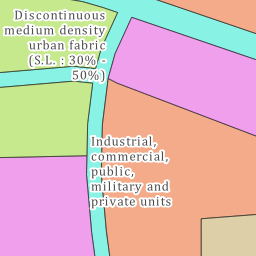 Discontinuous
medium density
urban fabric
(S.L. : 30% -
50%)
Industrial,
commercial,
public,
military and
private units